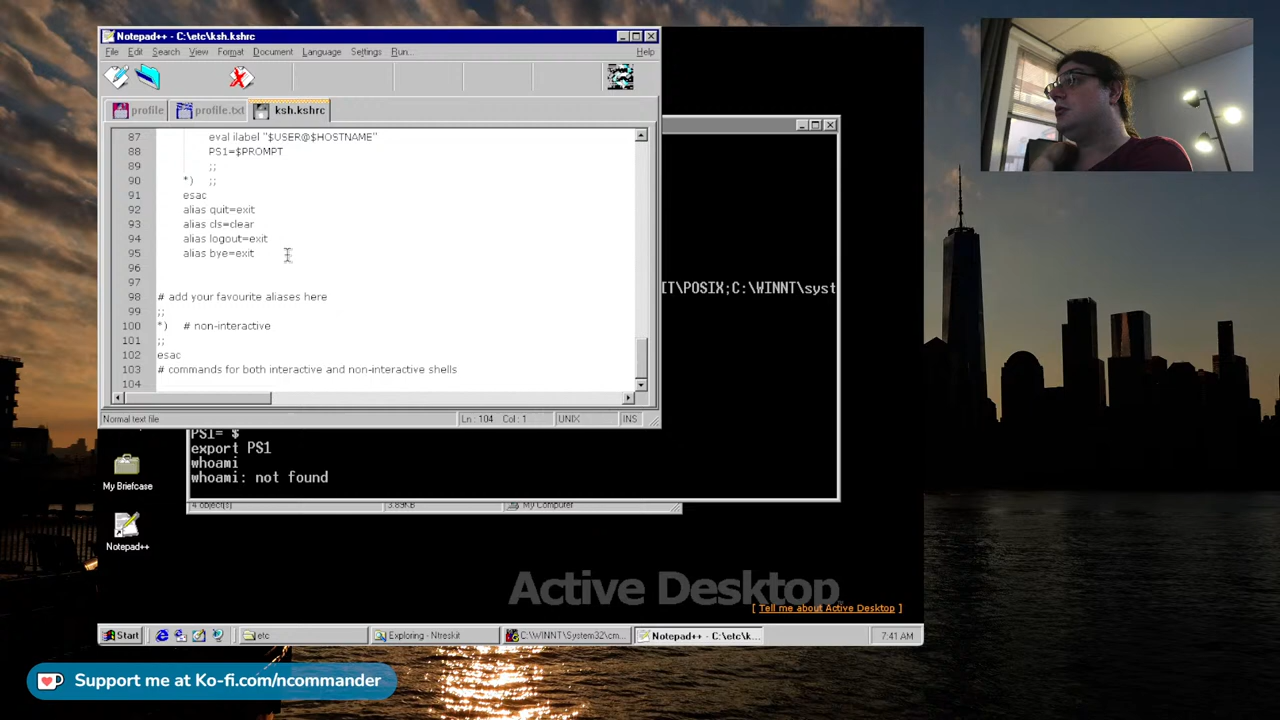 Notepad++ - C:\etc\ksh.kshrc
File Edit Search View Format Document Language Settings Run... Help
profile profile.txt ksh.kshrc
87 eval ilabel "$USER@$HOSTNAME"
88 PS1=$PROMPT
89 ;;
90 *) ;;
91 esac
92 alias quit=exit
93 alias cls=clear
94 alias logout=exit
95 alias bye=exit
96
97
98 # add your favourite aliases here
99 ;;
100 *) # non-interactive
101 ;;
102 esac
103 # commands for both interactive and non-interactive shells
104
Normal text file Ln : 104 Col : 1 UNIX INS
IT\POSIX;C:\WINNT\syst
PS1= $
export PS1
whoami
whoami: not found
4 object(s) 3.89KB My Computer
My Briefcase
Notepad++
Active Desktop
[ Tell me about Active Desktop ]
Start etc Exploring - Ntreskit C:\WINNT\System32\cm... Notepad++ - C:\etc\k... 7:41 AM
Support me at Ko-fi.com/ncommander